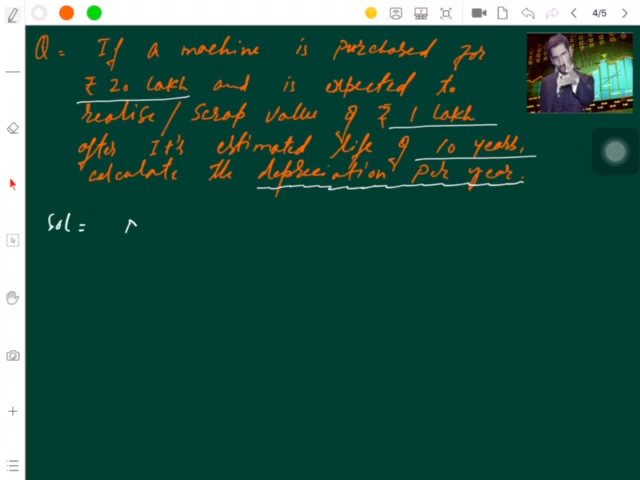 4/5
Q = If a machine is purchased for
₹ 20 lakh and is expected to
realise / scrap value of ₹ 1 lakh
after It's estimated life of 10 years,
calculate the depreciation per year.
Sol =